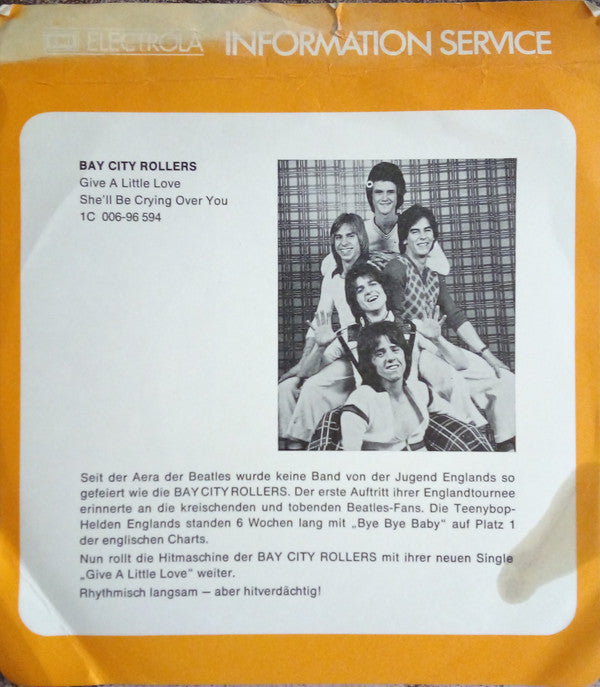 EMI ELECTROLA INFORMATION SERVICE
BAY CITY ROLLERS
Give A Little Love
She'll Be Crying Over You
1C 006-96 594
Seit der Aera der Beatles wurde keine Band von der Jugend Englands so
gefeiert wie die BAY CITY ROLLERS. Der erste Auftritt ihrer Englandtournee
erinnerte an die kreischenden und tobenden Beatles-Fans. Die Teenybop-
Helden Englands standen 6 Wochen lang mit „Bye Bye Baby" auf Platz 1
der englischen Charts.
Nun rollt die Hitmaschine der BAY CITY ROLLERS mit ihrer neuen Single
„Give A Little Love" weiter.
Rhythmisch langsam – aber hitverdächtig!